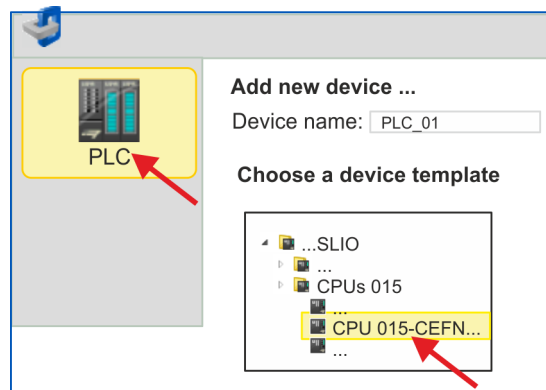 PLC
Add new device ...
Device name: PLC_01
Choose a device template
...SLIO
...
CPUs 015
...
CPU 015-CEFN...
...